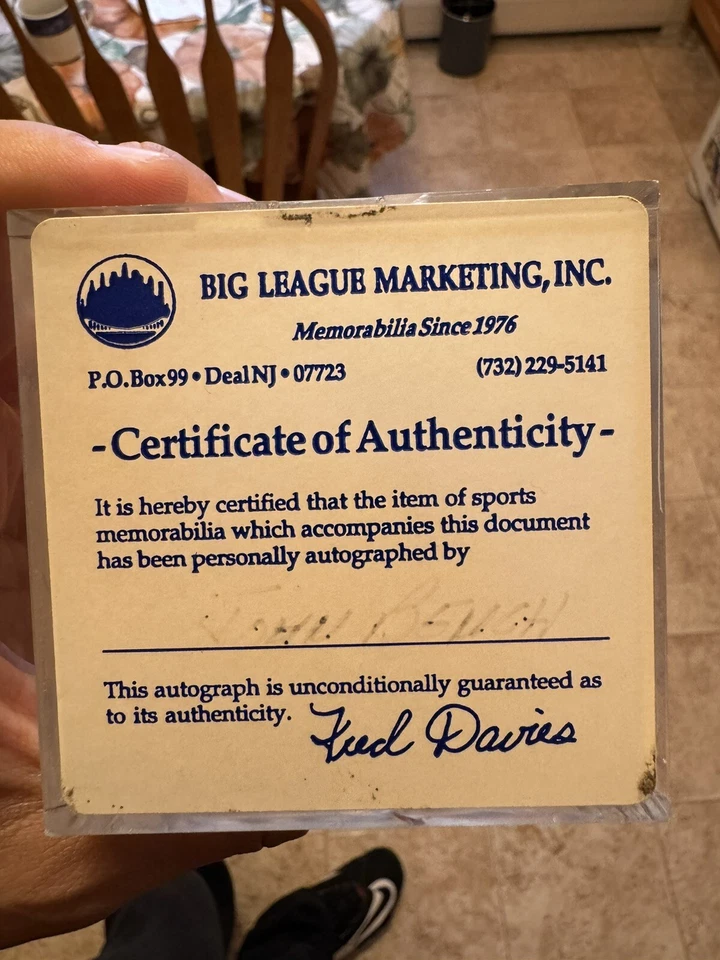 BIG LEAGUE MARKETING, INC.
Memorabilia Since 1976
P.O. Box 99 • Deal NJ • 07723 (732) 229-5141
- Certificate of Authenticity -
It is hereby certified that the item of sports
memorabilia which accompanies this document
has been personally autographed by
JOHN BENCH
This autograph is unconditionally guaranteed as
to its authenticity. Fred Davies